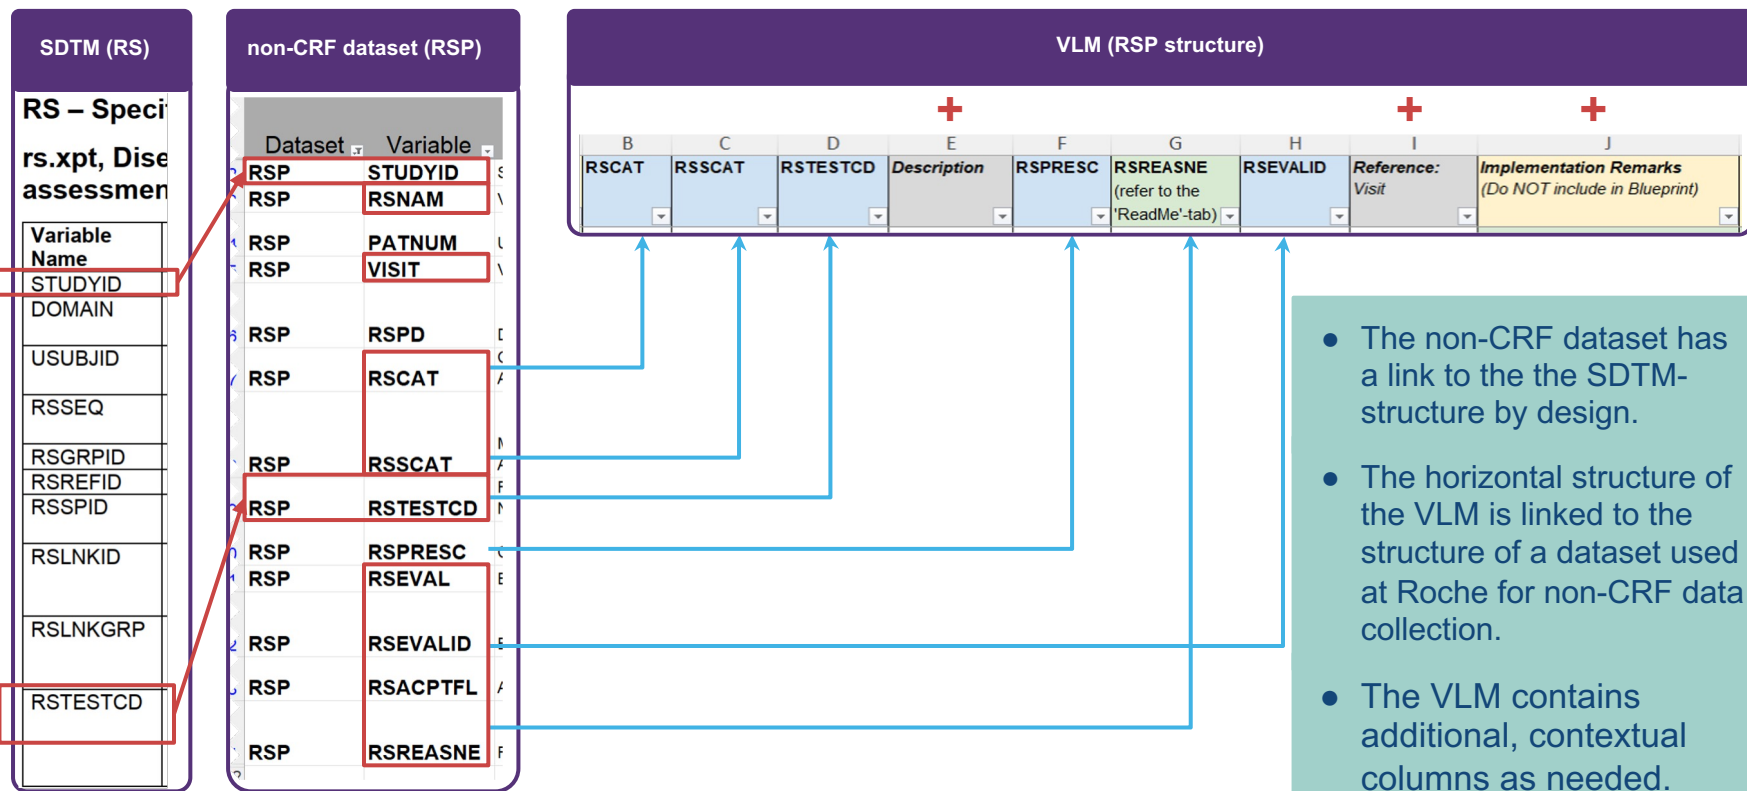 SDTM (RS)
RS – Speci
rs.xpt, Dise
assessmen
Variable
Name
STUDYID
DOMAIN
USUBJID
RSSEQ
RSGRPID
RSREFID
RSSPID
RSLNKID
RSLNKGRP
RSTESTCD
non-CRF dataset (RSP)
Dataset Variable
RSP STUDYID
RSP RSNAM
RSP PATNUM
RSP VISIT
RSP RSPD
RSP RSCAT
RSP RSSCAT
RSP RSTESTCD
RSP RSPRESC
RSP RSEVAL
RSP RSEVALID
RSP RSACPTFL
RSP RSREASNE
VLM (RSP structure)
+ + +
B C D E F G H I J
RSCAT RSSCAT RSTESTCD Description RSPRESC RSREASNE RSEVALID Reference: Implementation Remarks
(refer to the Visit (Do NOT include in Blueprint)
'ReadMe'-tab)
• The non-CRF dataset has
a link to the the SDTM-
structure by design.
• The horizontal structure of
the VLM is linked to the
structure of a dataset used
at Roche for non-CRF data
collection.
• The VLM contains
additional, contextual
columns as needed.